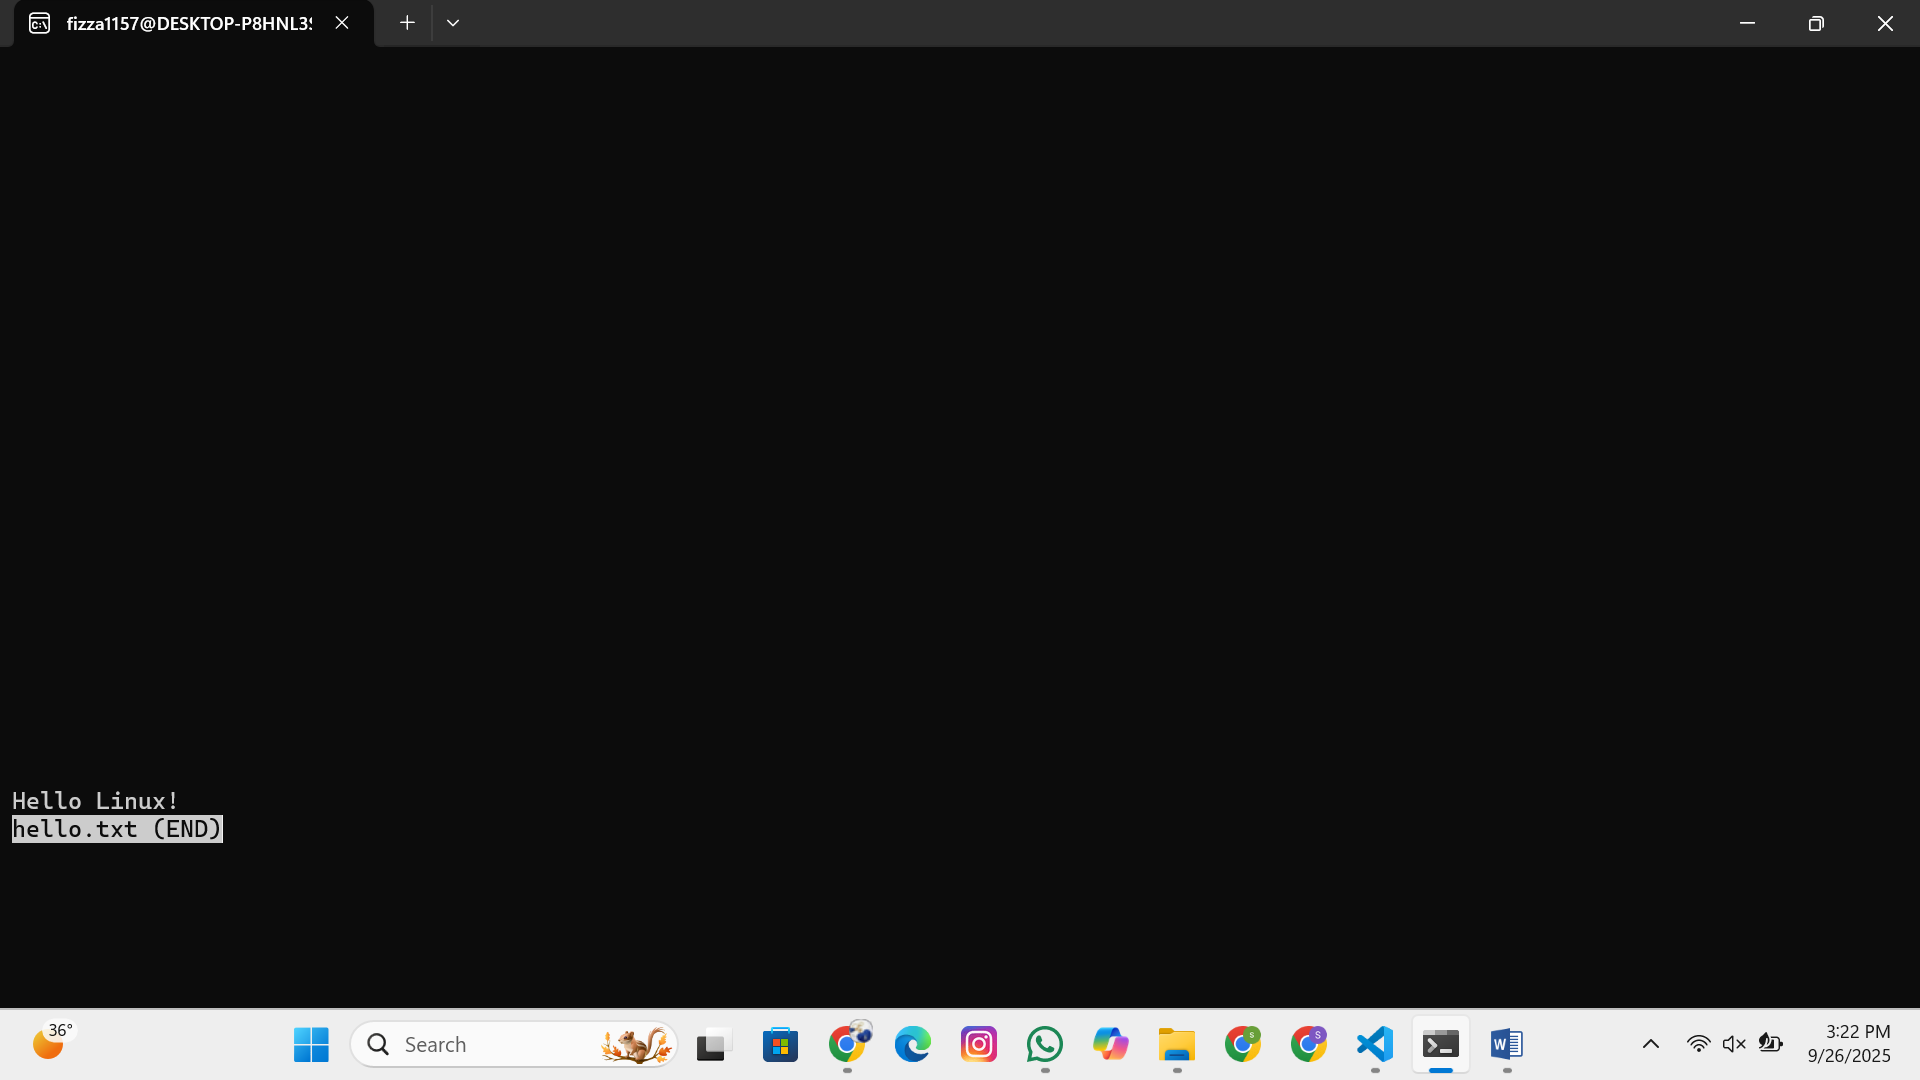 fizza1157@DESKTOP-P8HNL3
Hello Linux!
hello.txt (END)
36°
Search
3:22 PM
9/26/2025